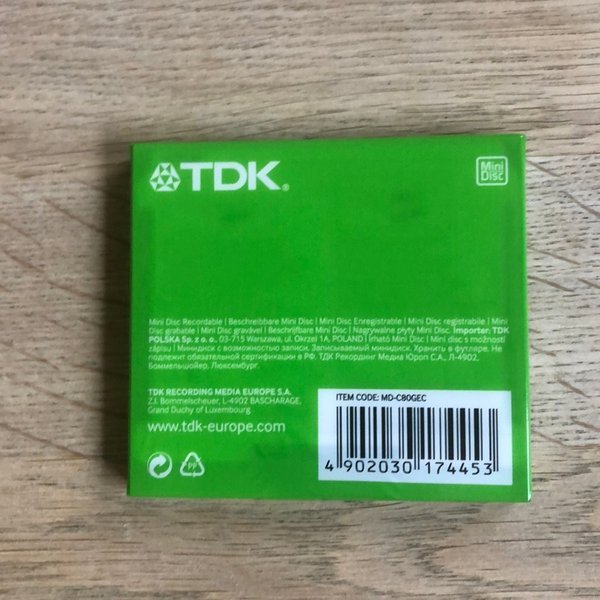 TDK®
Mini Disc
Mini Disc Recordable | Beschreibbare Mini Disc | Mini Disc Enregistrable | Mini Disc registrabile | Mini
Disc grabable | Mini Disc gravável | Beschrijfbare Mini Disc | Nagrywalne płyty Mini Disc. Importer: TDK
POLSKA Sp. z o. o., 03-715 Warszawa, ul. Okrzei 1A, POLAND | Írható Mini Disc | Mini disc s možností
zápisu | Минидиск с возможностью записи. Записываемый минидиск. Хранить в футляре. Не
подлежит обязательной сертификации в РФ. ТДК Рекординг Медиа Юроп С.А., Л-4902,
Боммельшойер, Люксембург.
TDK RECORDING MEDIA EUROPE S.A.
Z.I. Bommelscheuer, L-4902 BASCHARAGE,
Grand Duchy of Luxembourg
www.tdk-europe.com
PP
ITEM CODE: MD-C80GEC
4 902030 174453